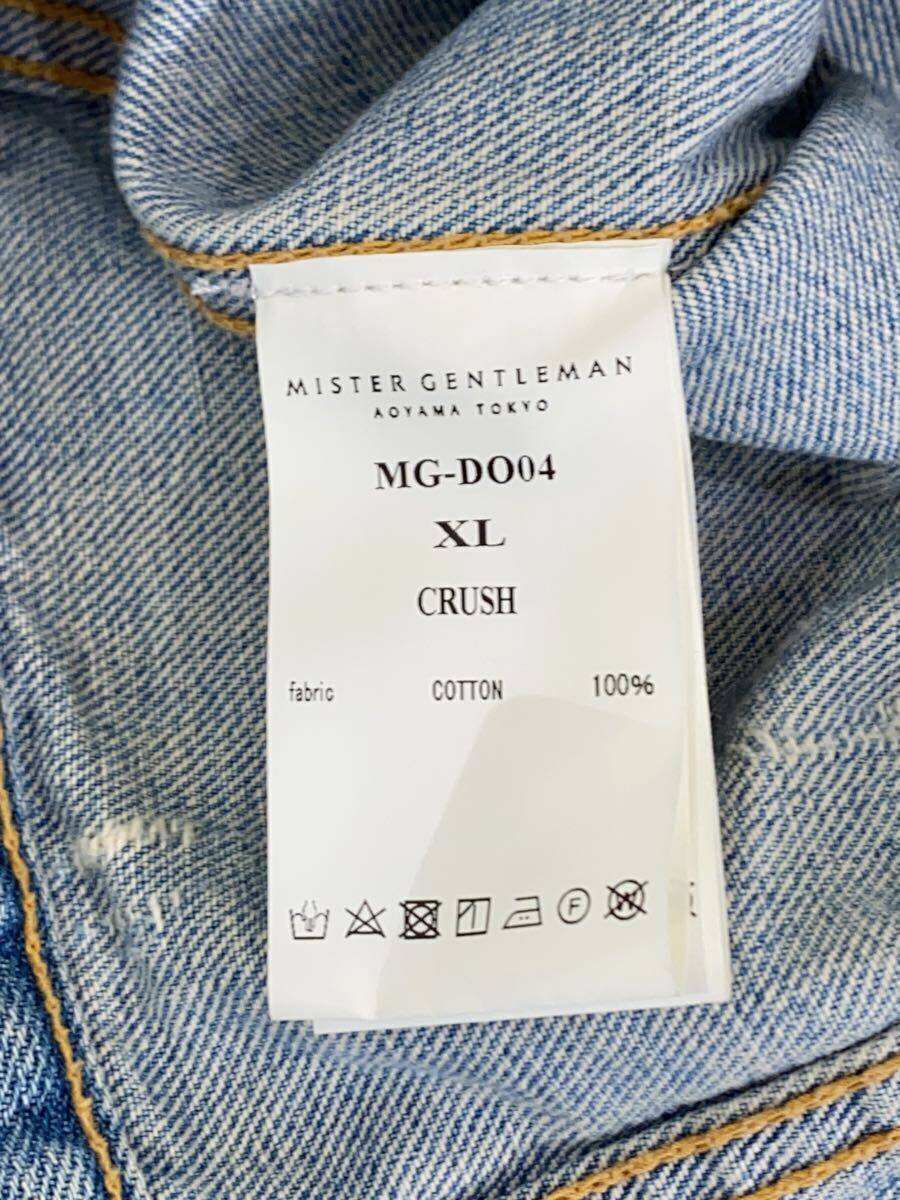 MISTER GENTLEMAN
AOYAMA TOKYO
MG-DO04
XL
CRUSH
fabric COTTON 100%
F W